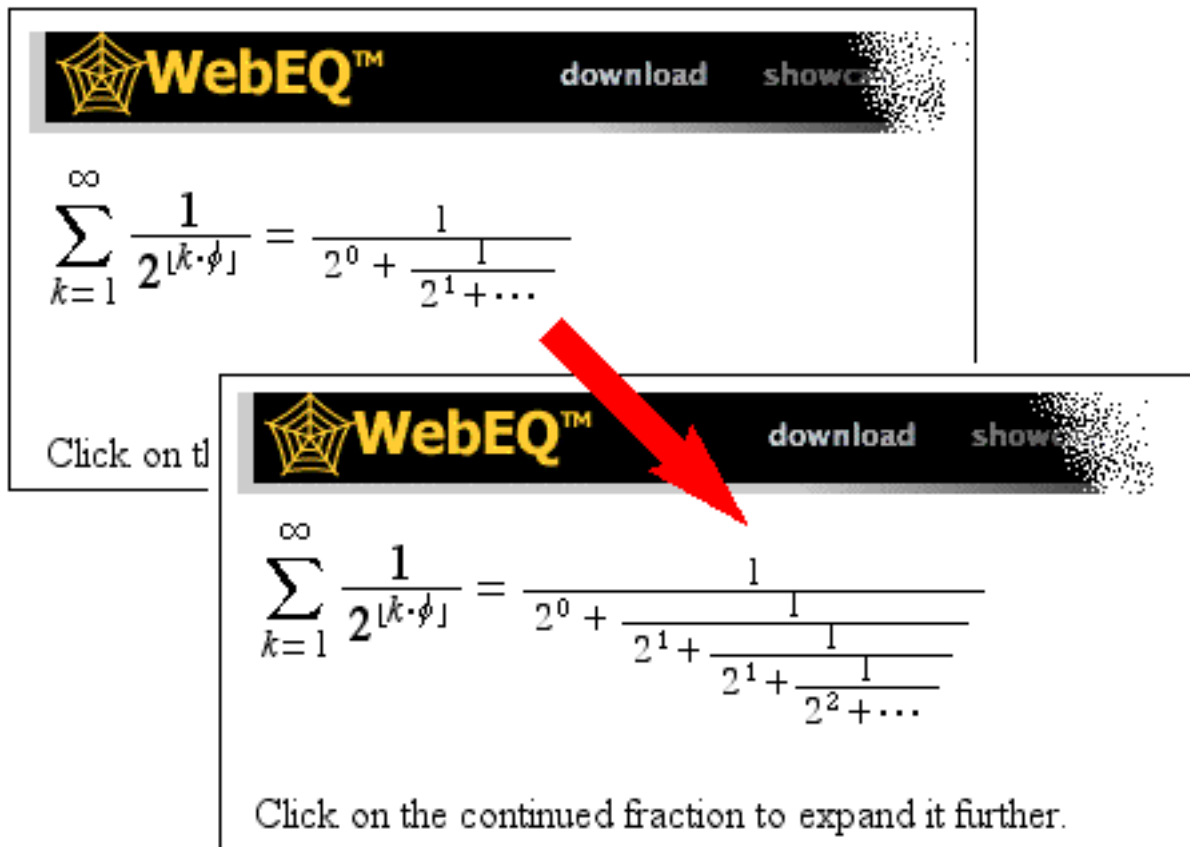 WebEQ™ download showc
∑_{k=1}^{∞} 1/2^{⌊k·ϕ⌋} = 1/(2^0 + 1/(2^1 + ⋯))
Click on th
WebEQ™ download show
∑_{k=1}^{∞} 1/2^{⌊k·ϕ⌋} = 1/(2^0 + 1/(2^1 + 1/(2^1 + 1/(2^2 + ⋯))))
Click on the continued fraction to expand it further.